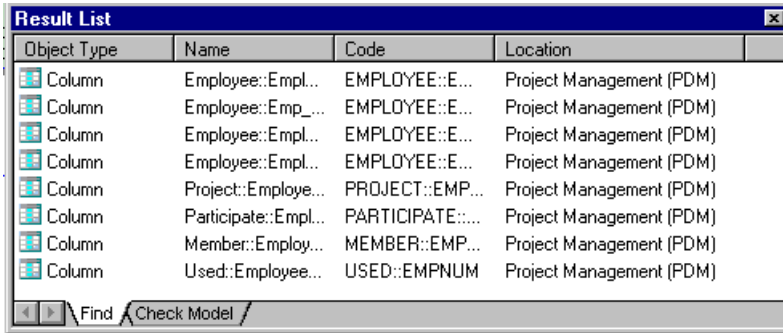 Result List
Object Type Name Code Location
Column Employee::Empl... EMPLOYEE::E... Project Management (PDM)
Column Employee::Emp_... EMPLOYEE::E... Project Management (PDM)
Column Employee::Empl... EMPLOYEE::E... Project Management (PDM)
Column Employee::Empl... EMPLOYEE::E... Project Management (PDM)
Column Project::Employe... PROJECT::EMP... Project Management (PDM)
Column Participate::Empl... PARTICIPATE::... Project Management (PDM)
Column Member::Employ... MEMBER::EMP... Project Management (PDM)
Column Used::Employee... USED::EMPNUM Project Management (PDM)
Find Check Model